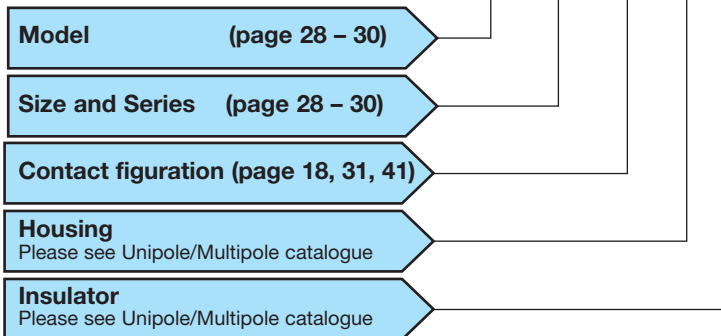 Model (page 28 – 30)
Size and Series (page 28 – 30)
Contact figuration (page 18, 31, 41)
Housing
Please see Unipole/Multipole catalogue
Insulator
Please see Unipole/Multipole catalogue